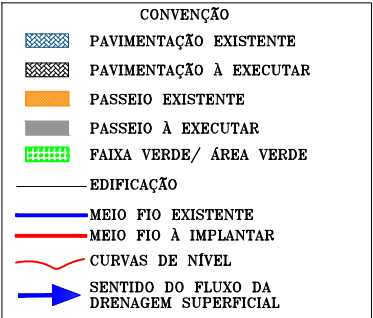 CONVENÇÃO
PAVIMENTAÇÃO EXISTENTE
PAVIMENTAÇÃO À EXECUTAR
PASSEIO EXISTENTE
PASSEIO À EXECUTAR
FAIXA VERDE/ ÁREA VERDE
EDIFICAÇÃO
MEIO FIO EXISTENTE
MEIO FIO À IMPLANTAR
CURVAS DE NÍVEL
SENTIDO DO FLUXO DA
DRENAGEM SUPERFICIAL